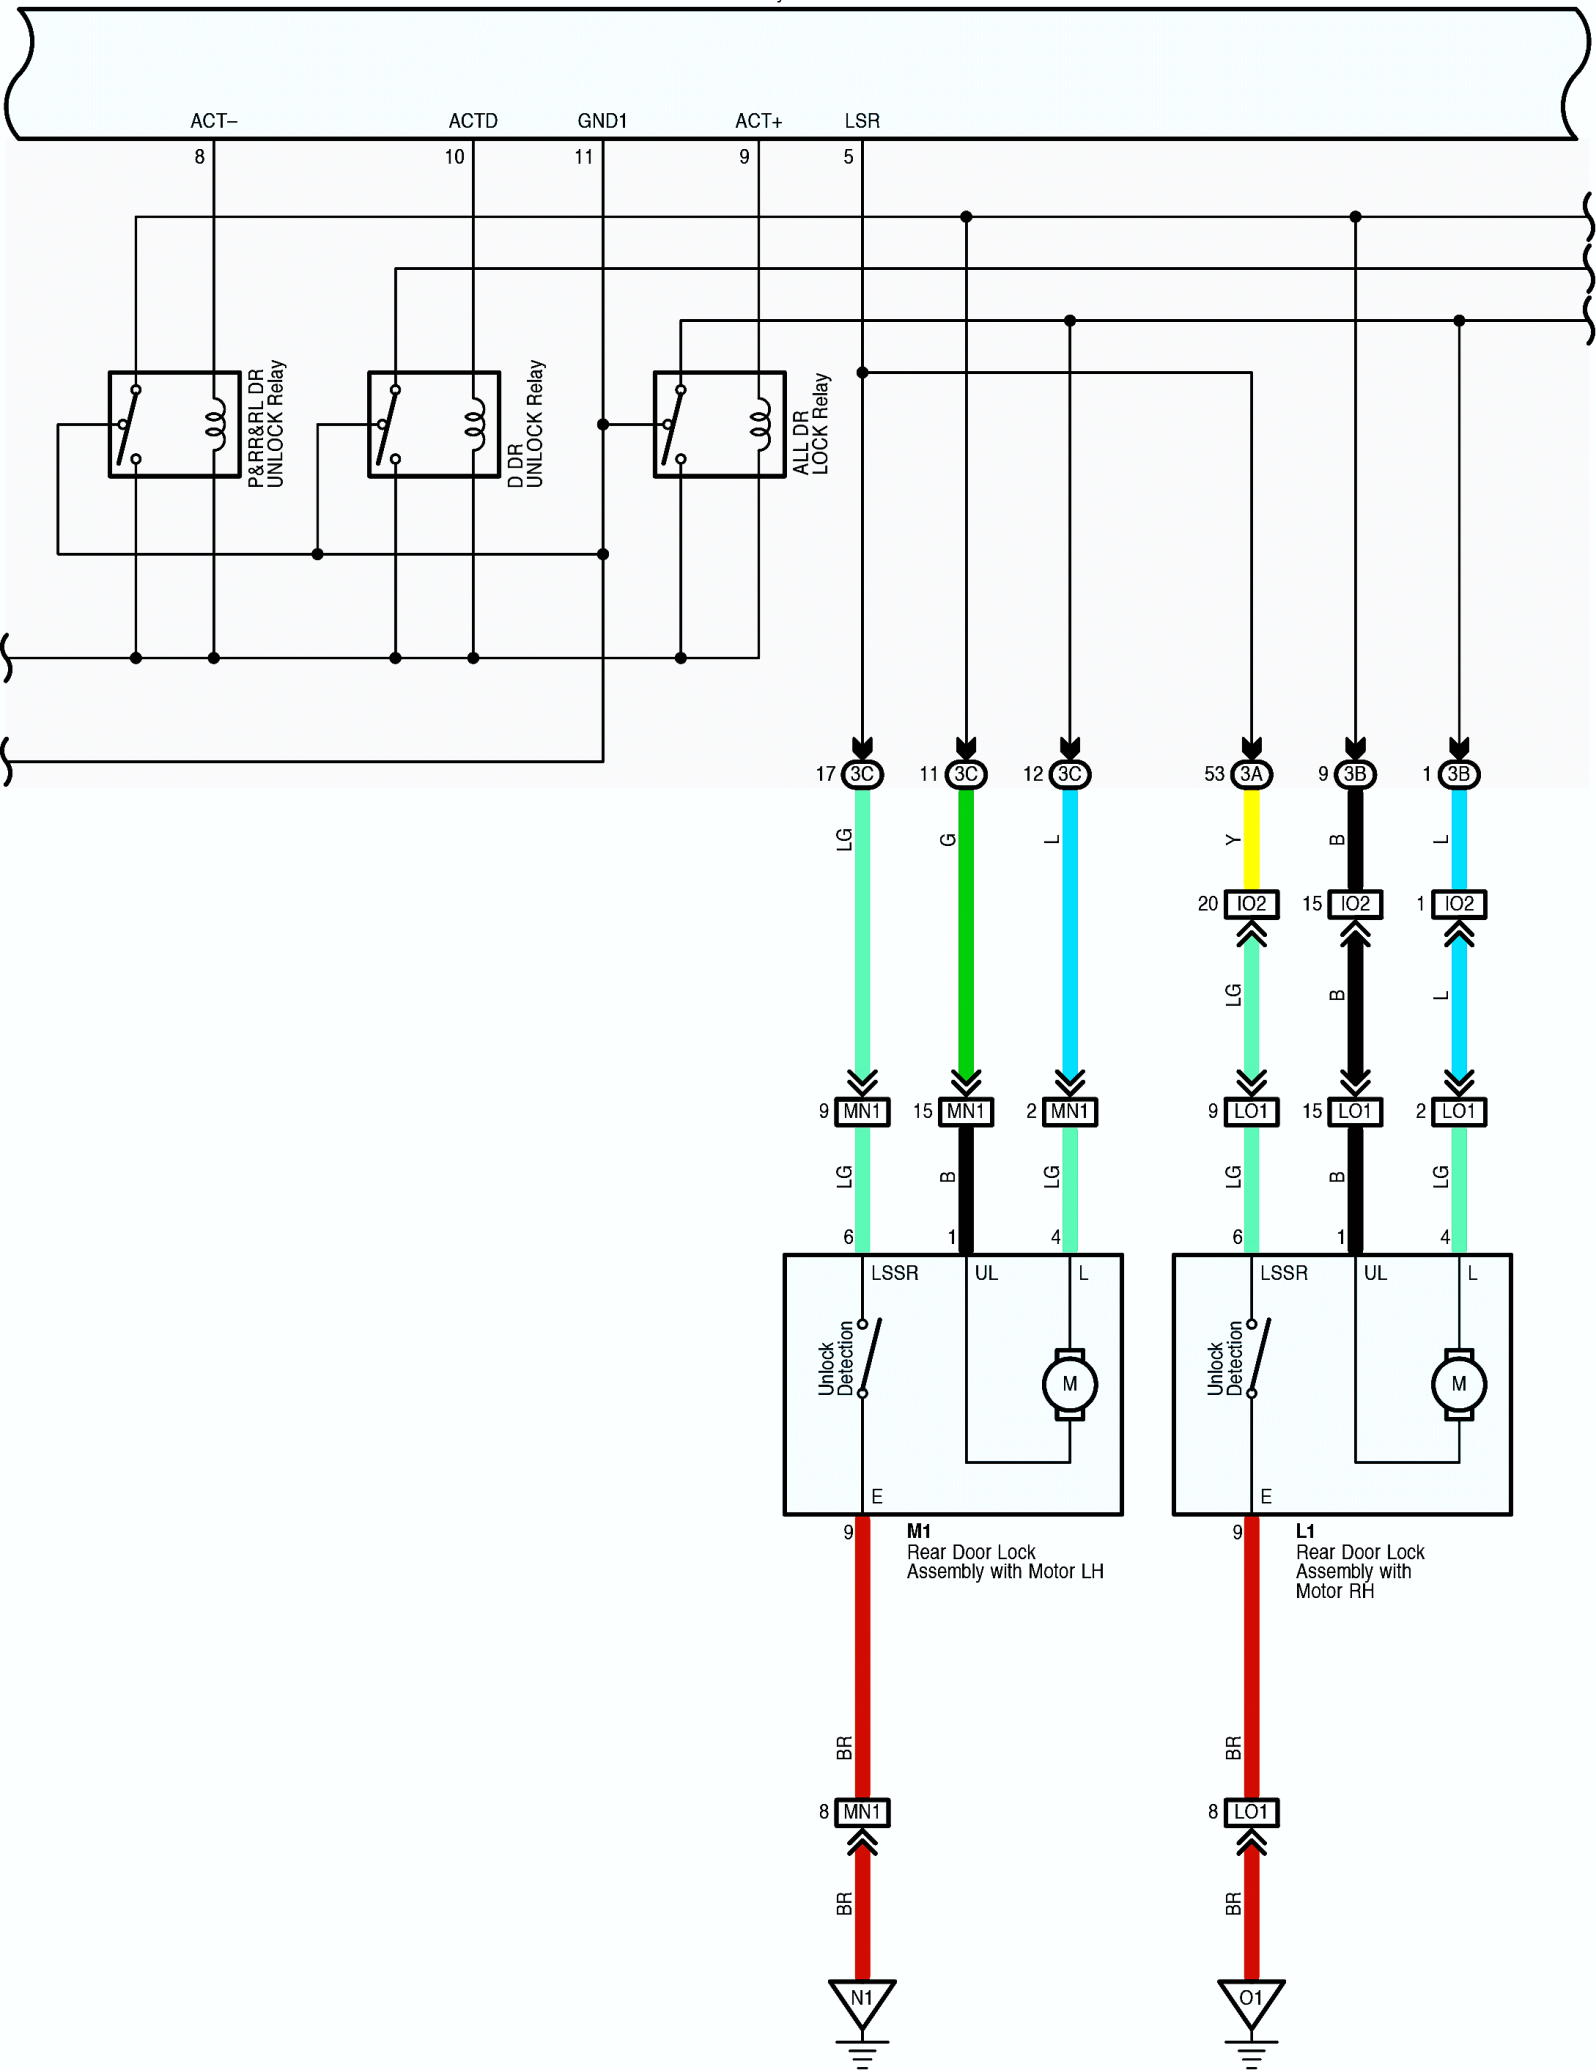 ACT– ACTD GND1 ACT+ LSR
8 10 11 9 5
P&RR&RL DR
UNLOCK Relay
D DR
UNLOCK Relay
ALL DR
LOCK Relay
17 3C 11 3C 12 3C 53 3A 9 3B 1 3B
LG G L Y B L
20 IO2 15 IO2 1 IO2
LG B L
9 MN1 15 MN1 2 MN1 9 LO1 15 LO1 2 LO1
LG B LG LG B LG
6 1 4 6 1 4
LSSR UL L LSSR UL L
Unlock
Detection
M
Unlock
Detection
M
E E
9 9
M1
Rear Door Lock
Assembly with Motor LH
L1
Rear Door Lock
Assembly with
Motor RH
BR BR
8 MN1 8 LO1
BR BR
N1 O1